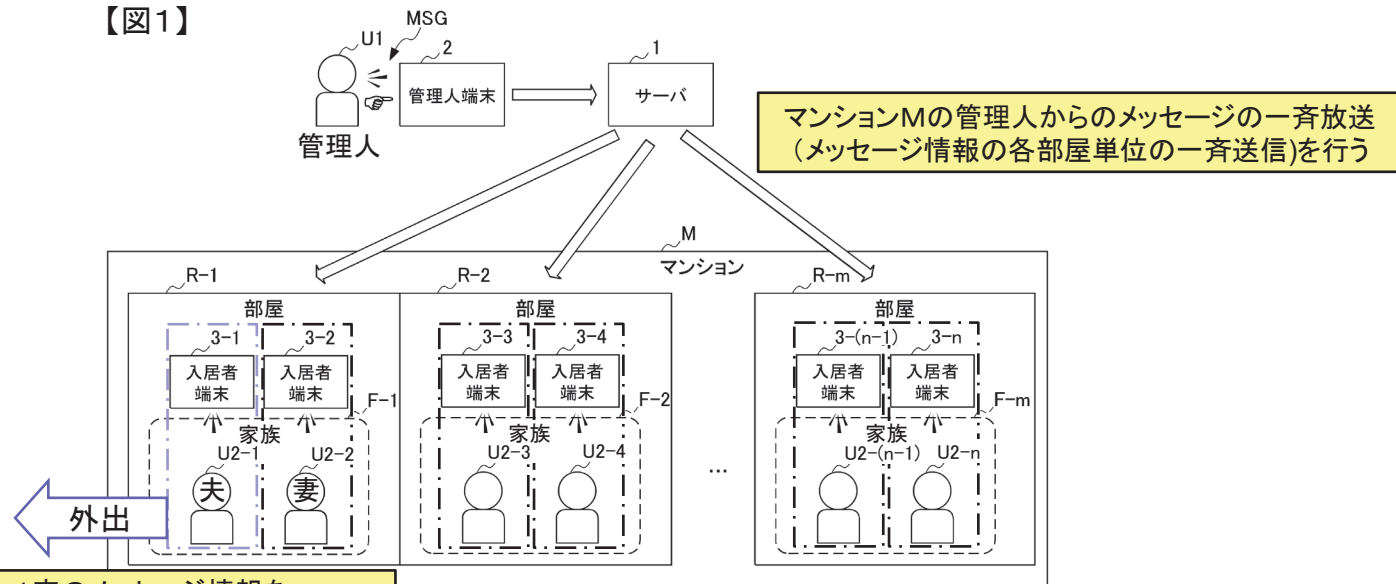 【図1】
MSG
U1
2
1
管理人端末
サーバ
管理人
マンションMの管理人からのメッセージの一斉放送
(メッセージ情報の各部屋単位の一斉送信)を行う
M
マンション
R-1
R-2
R-m
部屋
部屋
部屋
3-1
3-2
3-3
3-4
3-(n-1)
3-n
入居者
端末
入居者
端末
入居者
端末
入居者
端末
入居者
端末
入居者
端末
F-1
F-2
F-m
家族
家族
家族
U2-1
U2-2
U2-3
U2-4
U2-(n-1)
U2-n
夫
妻
…
外出